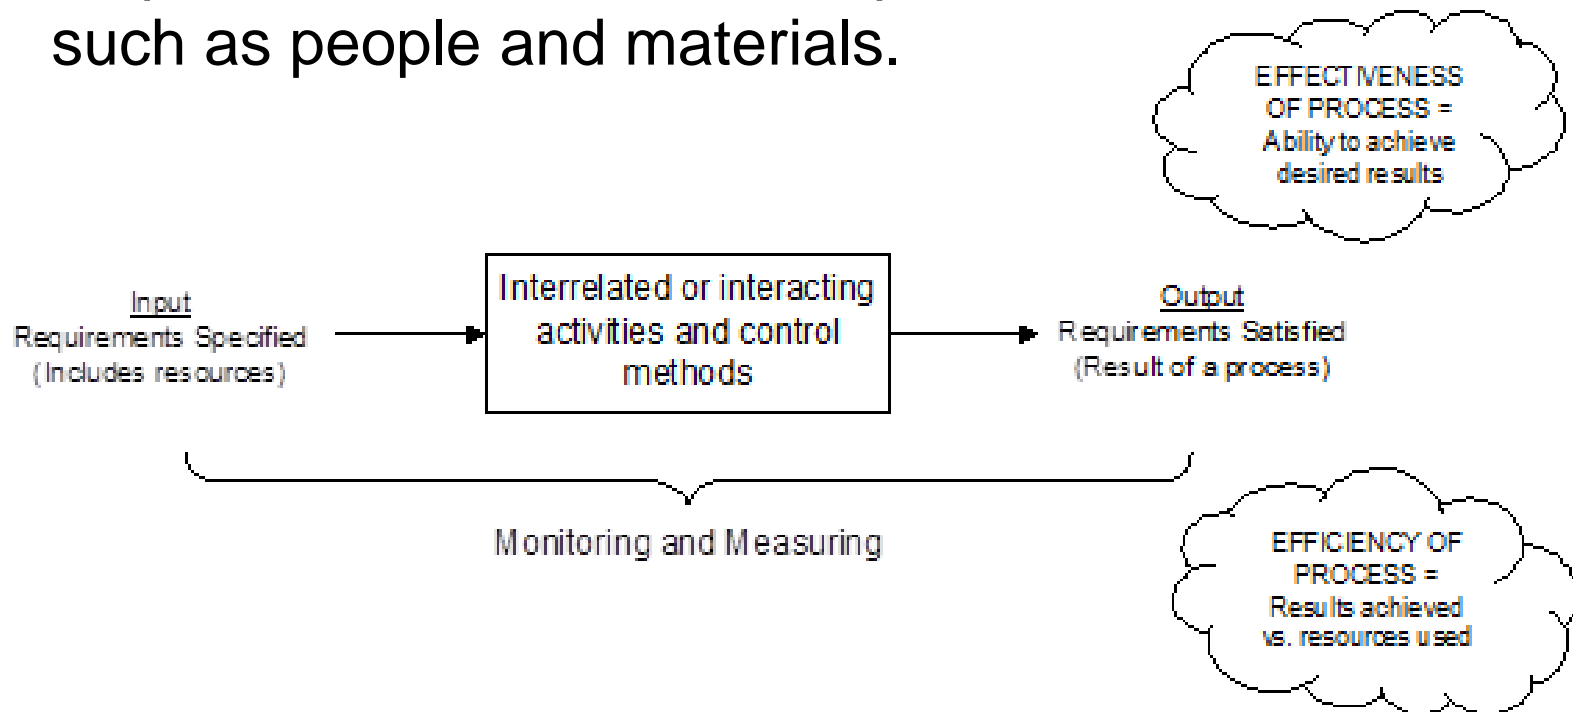 such as people and materials.
EFFECTIVENESS
OF PROCESS =
Ability to achieve
desired results
Input
Requirements Specified
(Includes resources)
Interrelated or interacting
activities and control
methods
Output
Requirements Satisfied
(Result of a process)
Monitoring and Measuring
EFFICIENCY OF
PROCESS =
Results achieved
vs. resources used